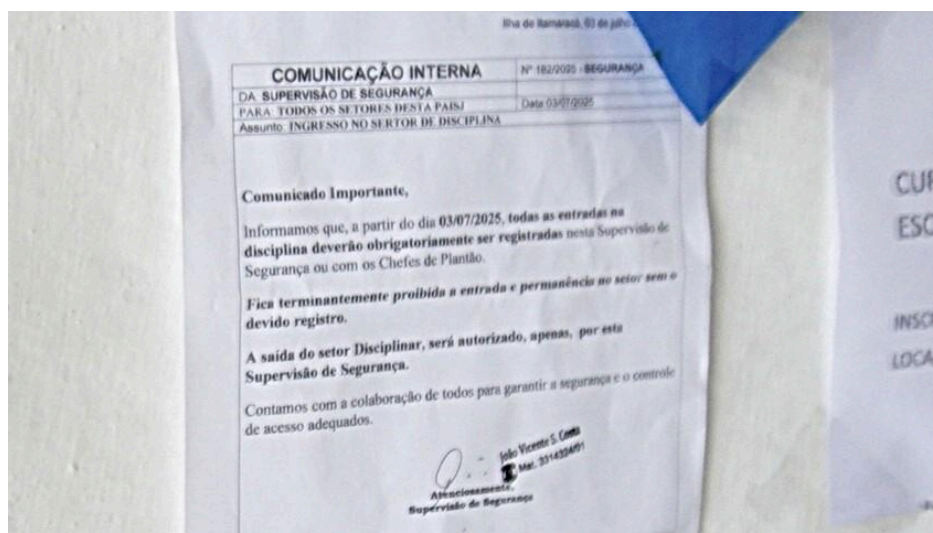 Ilha de Itamaracá, 03 de julho
COMUNICAÇÃO INTERNA
Nº 182/2025 - SEGURANÇA
DA SUPERVISÃO DE SEGURANÇA
PARA: TODOS OS SETORES DESTA PAISJ
Data 03/07/2025
Assunto: INGRESSO NO SERTOR DE DISCIPLINA
Comunicado Importante,
Informamos que, a partir do dia 03/07/2025, todas as entradas na
disciplina deverão obrigatoriamente ser registradas nesta Supervisão de
Segurança ou com os Chefes de Plantão.
Fica terminantemente proibida a entrada e permanência no setor sem o
devido registro.
A saída do setor Disciplinar, será autorizado, apenas, por esta
Supervisão de Segurança.
Contamos com a colaboração de todos para garantir a segurança e o controle
de acesso adequados.
João Vicente S. Costa
Mat.
Atenciosamente,
Supervisão de Segurança
CUR
ESC
INSC
LOCA